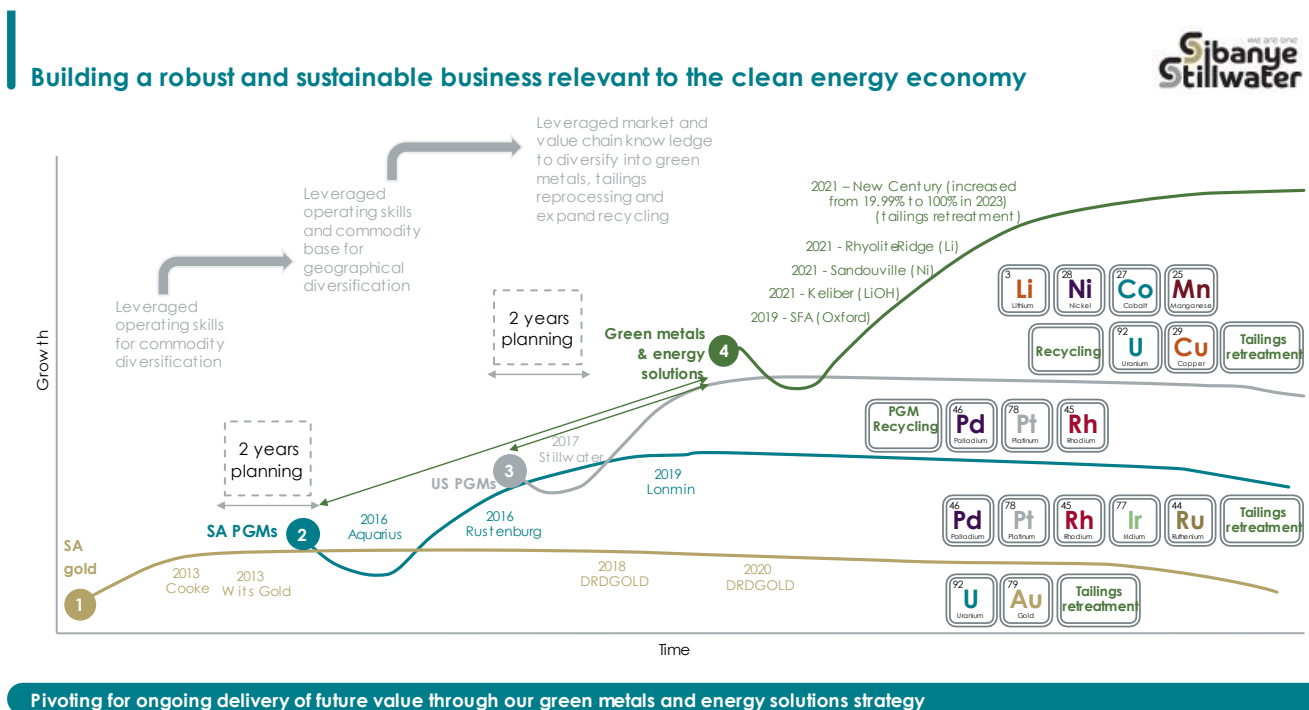 we are one
Sibanye
Stillwater
Building a robust and sustainable business relevant to the clean energy economy
Leveraged market and
value chain knowledge
to diversify into green
metals, tailings
reprocessing and
expand recycling
Leveraged
operating skills
and commodity
base for
geographical
diversification
Leveraged
operating skills
for commodity
diversification
Growth
2 years
planning
2 years
planning
2021 – New Century (increased
from 19.99% to 100% in 2023)
(tailings retreatment)
2021 - RhyoliteRidge (Li)
2021 - Sandouville (Ni)
2021 - Keliber (LiOH)
2019 - SFA (Oxford)
Green metals
& energy
solutions
4
3
Li
Lithium
28
Ni
Nickel
27
Co
Cobalt
25
Mn
Manganese
Recycling
92
U
Uranium
29
Cu
Copper
Tailings
retreatment
PGM
Recycling
46
Pd
Palladium
78
Pt
Platinum
45
Rh
Rhodium
2017
Stillwater
US PGMs
3
2019
Lonmin
SA PGMs
2
2016
Aquarius
2016
Rustenburg
46
Pd
Palladium
78
Pt
Platinum
45
Rh
Rhodium
77
Ir
Iridium
44
Ru
Ruthenium
Tailings
retreatment
SA
gold
1
2013
Cooke
2013
Wits Gold
2018
DRDGOLD
2020
DRDGOLD
92
U
Uranium
79
Au
Gold
Tailings
retreatment
Time
Pivoting for ongoing delivery of future value through our green metals and energy solutions strategy